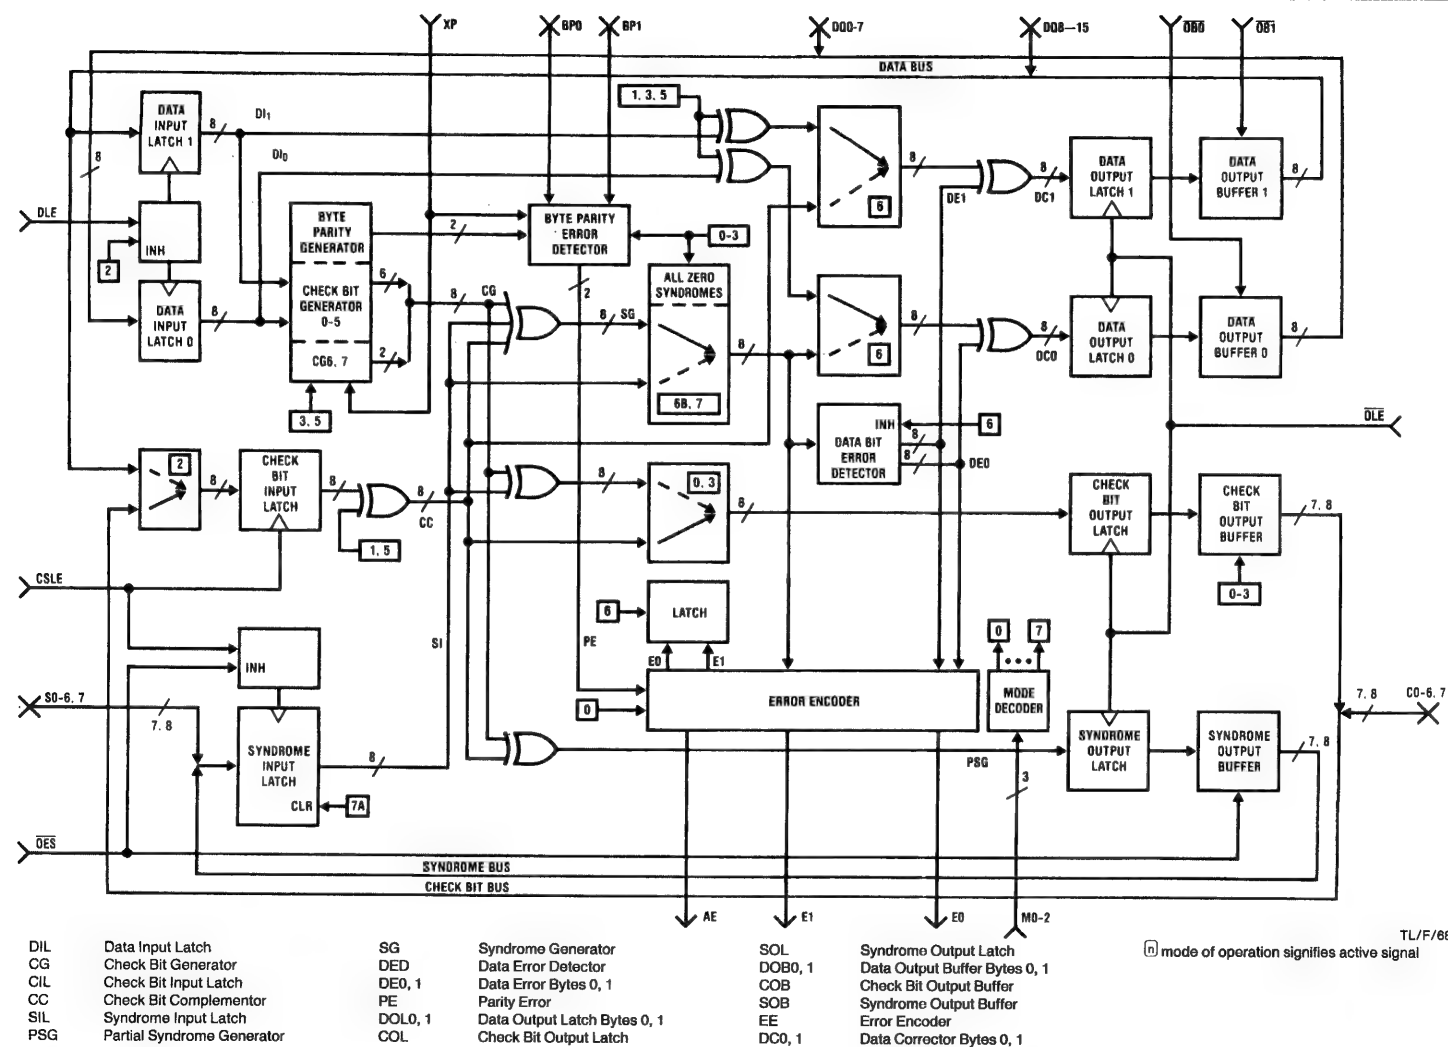 XP
BP0
BP1
DQ0-7
DQ8—15
OB0
OB1
DATA BUS
1, 3, 5
DATA
INPUT
LATCH 1
8
DI1
DI0
8
8
DATA
OUTPUT
LATCH 1
DATA
OUTPUT
BUFFER 1
8
8
DE1
DC1
6
DLE
INH
2
BYTE
PARITY
GENERATOR
2
BYTE PARITY
ERROR
DETECTOR
0-3
DATA
INPUT
LATCH 0
8
CHECK BIT
GENERATOR
0-5
6
8
CG
2
ALL ZERO
SYNDROMES
8
SG
CG6, 7
2
8
6
8
8
DC0
DATA
OUTPUT
LATCH 0
DATA
OUTPUT
BUFFER 0
8
6B, 7
3, 5
INH
6
DATA BIT
ERROR
DETECTOR
8
8
DE0
DLE
2
8
CHECK
BIT
INPUT
LATCH
8
8
CC
1, 5
8
0, 3
8
CHECK
BIT
OUTPUT
LATCH
CHECK
BIT
OUTPUT
BUFFER
7, 8
0-3
CSLE
6
LATCH
PE
E0
E1
0
7
INH
SI
S0-6, 7
7, 8
0
ERROR ENCODER
MODE
DECODER
7, 8
C0-6, 7
SYNDROME
INPUT
LATCH
8
CLR
7A
PSG
3
SYNDROME
OUTPUT
LATCH
SYNDROME
OUTPUT
BUFFER
7, 8
OES
SYNDROME BUS
CHECK BIT BUS
AE
E1
E0
M0-2
TL/F/68
DIL Data Input Latch
CG Check Bit Generator
CIL Check Bit Input Latch
CC Check Bit Complementor
SIL Syndrome Input Latch
PSG Partial Syndrome Generator
SG Syndrome Generator
DED Data Error Detector
DE0, 1 Data Error Bytes 0, 1
PE Parity Error
DOL0, 1 Data Output Latch Bytes 0, 1
COL Check Bit Output Latch
SOL Syndrome Output Latch
DOB0, 1 Data Output Buffer Bytes 0, 1
COB Check Bit Output Buffer
SOB Syndrome Output Buffer
EE Error Encoder
DC0, 1 Data Corrector Bytes 0, 1
n mode of operation signifies active signal